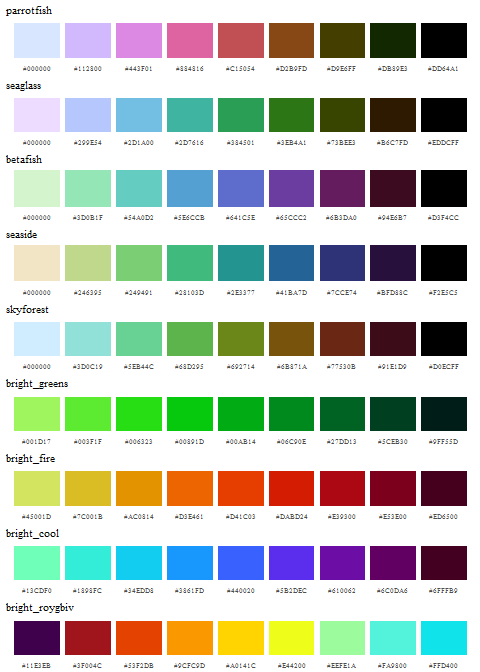 parrotfish
#000000 #112800 #443F01 #884816 #C15054 #D2B9FD #D9E6FF #DB89E3 #DD64A1
seaglass
#000000 #299E54 #2D1A00 #2D7616 #384501 #3EB4A1 #73BEE3 #B6C7FD #EDDCFF
betafish
#000000 #3D0B1F #54A0D2 #5E6CCB #641C5E #65CCC2 #6B3DA0 #94E6B7 #D3F4CC
seaside
#000000 #246395 #249491 #28103D #2E3377 #41BA7D #7CCE74 #BFD88C #F2E5C5
skyforest
#000000 #3D0C19 #5EB44C #68D295 #692714 #6B871A #77530B #91E1D9 #D0ECFF
bright_greens
#001D17 #003F1F #006323 #00891D #00AB14 #06C90E #27DD13 #5CEB30 #9FF55D
bright_fire
#45001D #7C001B #AC0814 #D3E461 #D41C03 #DABD24 #E39300 #E53E00 #ED6500
bright_cool
#13CDF0 #1898FC #34EDD8 #3861FD #440020 #5B2DEC #610062 #6C0DA6 #6FFFB9
bright_roygbiv
#11E3EB #3F004C #53F2DB #9CFC9D #A0141C #E44200 #EEFE1A #FA9800 #FFD400